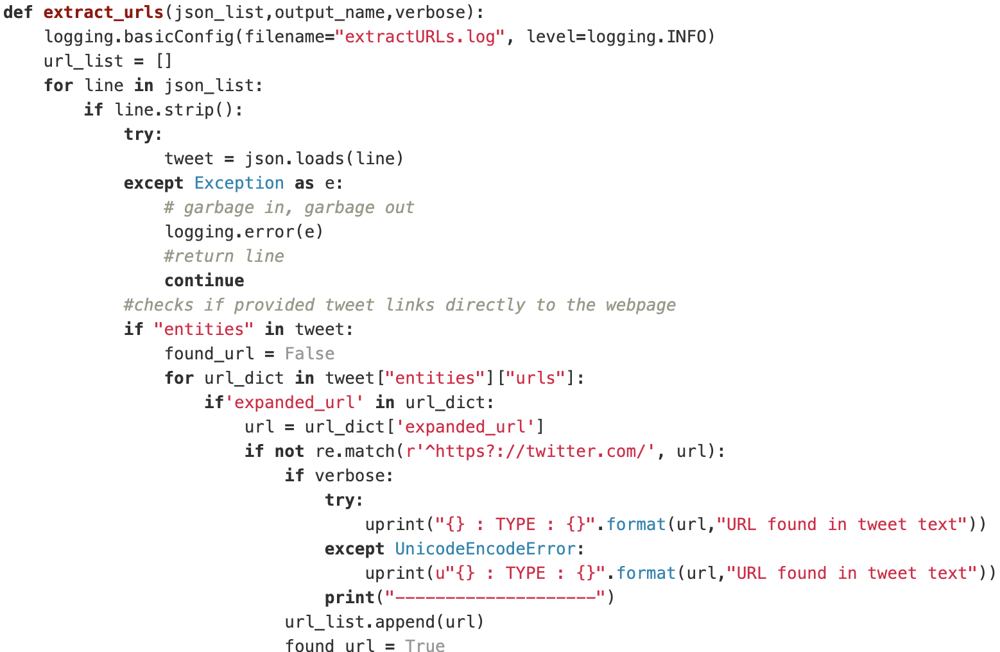 def extract_urls(json_list,output_name,verbose):
    logging.basicConfig(filename="extractURLs.log", level=logging.INFO)
    url_list = []
    for line in json_list:
        if line.strip():
            try:
                tweet = json.loads(line)
            except Exception as e:
                # garbage in, garbage out
                logging.error(e)
                #return line
                continue
            #checks if provided tweet links directly to the webpage
            if "entities" in tweet:
                found_url = False
                for url_dict in tweet["entities"]["urls"]:
                    if'expanded_url' in url_dict:
                        url = url_dict['expanded_url']
                        if not re.match(r'^https?://twitter.com/', url):
                            if verbose:
                                try:
                                    uprint("{} : TYPE : {}".format(url,"URL found in tweet text"))
                                except UnicodeEncodeError:
                                    uprint(u"{} : TYPE : {}".format(url,"URL found in tweet text"))
                                print("--------------------")
                            url_list.append(url)
                            found_url = True